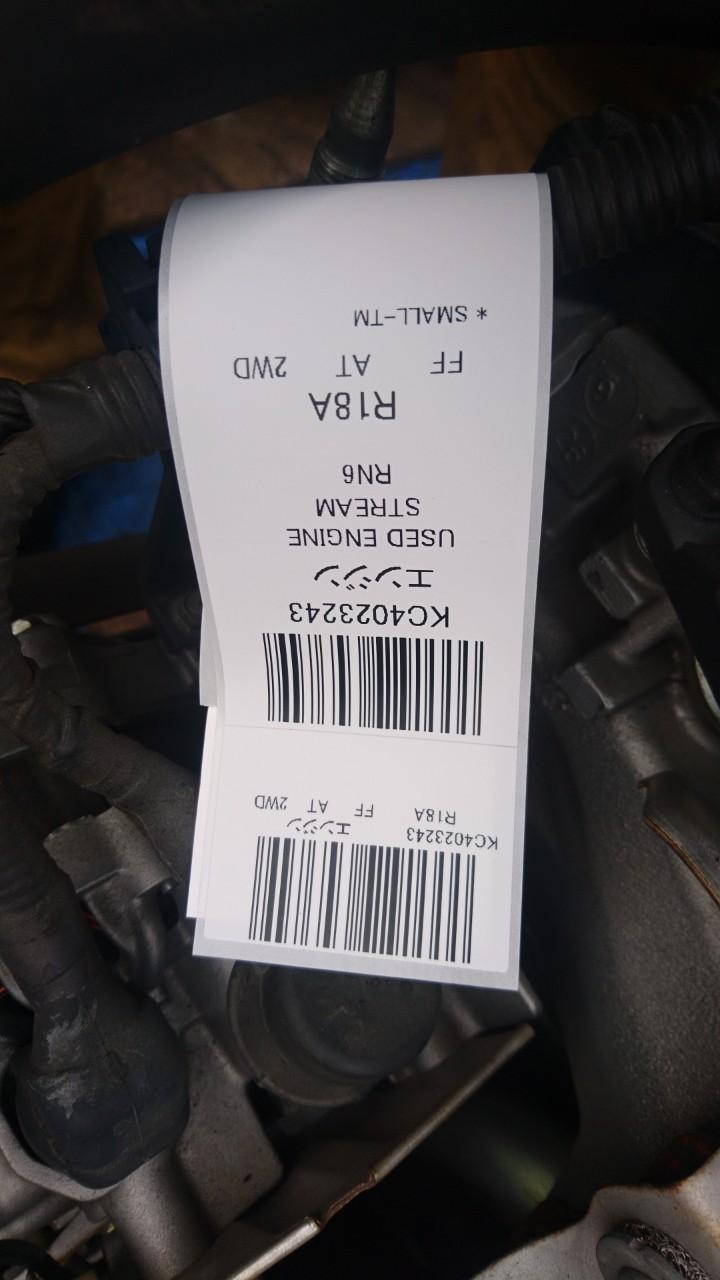 KC4023243
R18A
エンジン
FF AT 2WD
KC4023243
エンジン
USED ENGINE
STREAM
RN6
R18A
FF AT 2WD
* SMALL-TM